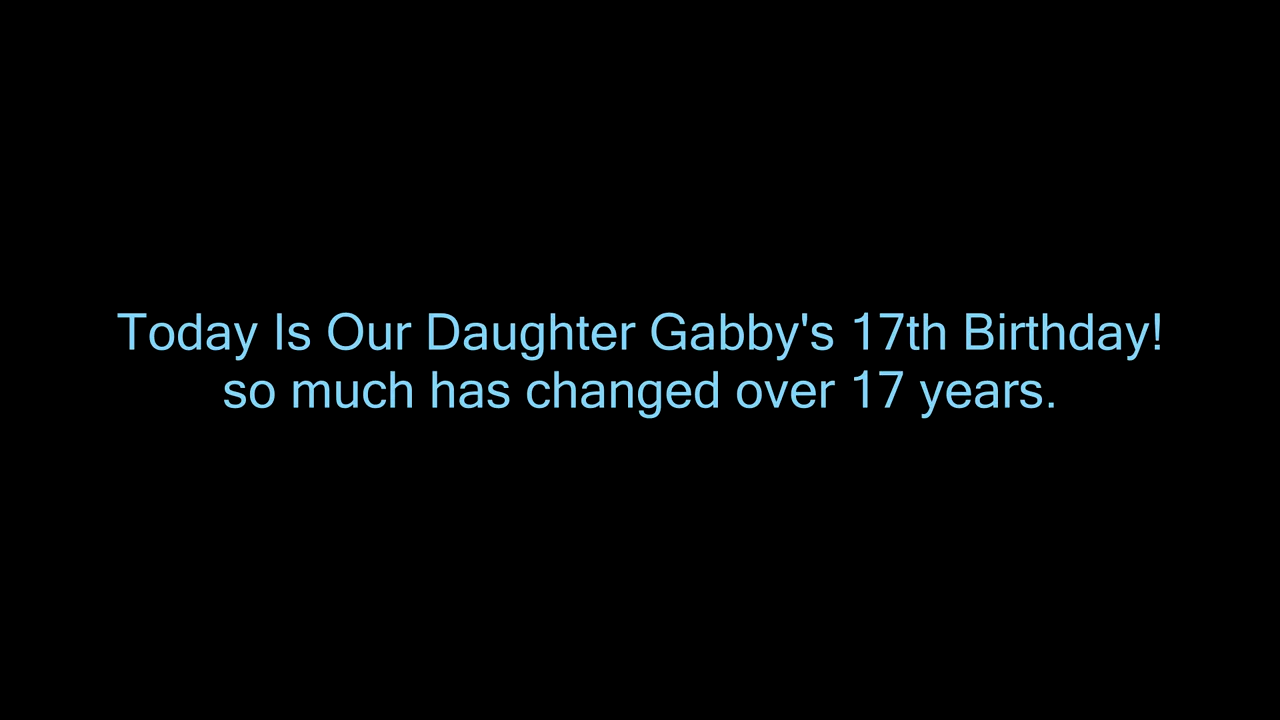 Today Is Our Daughter Gabby's 17th Birthday!
so much has changed over 17 years.